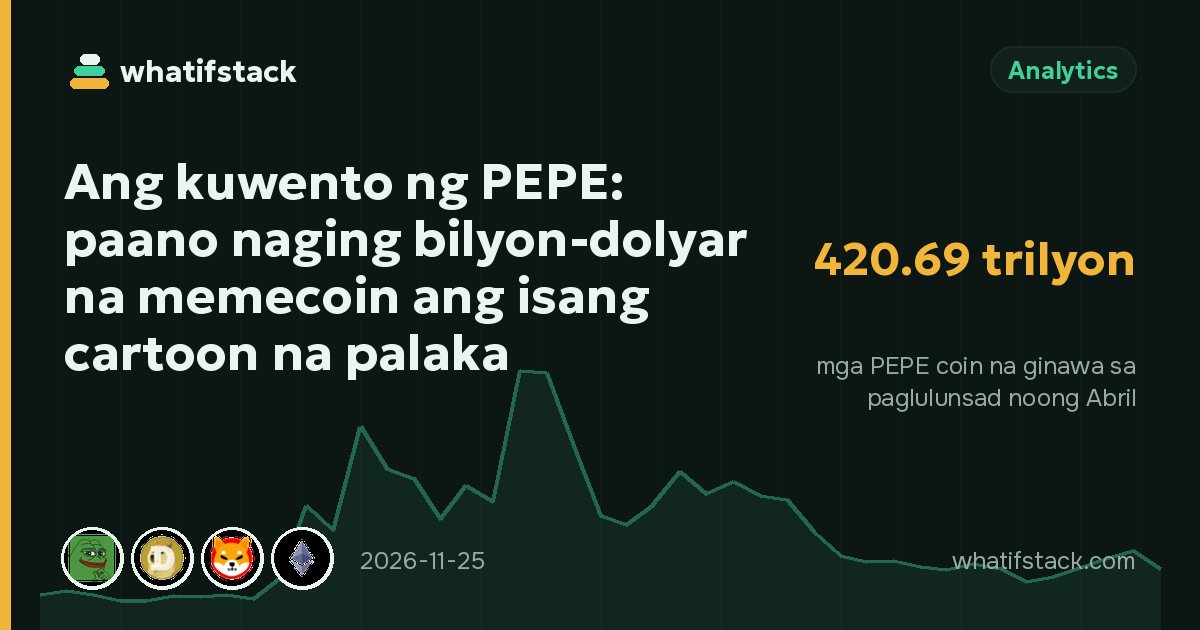 whatifstack
Analytics
Ang kuwento ng PEPE:
paano naging bilyon-dolyar
na memecoin ang isang
cartoon na palaka
420.69 trilyon
mga PEPE coin na ginawa sa
paglulunsad noong Abril
2026-11-25
whatifstack.com